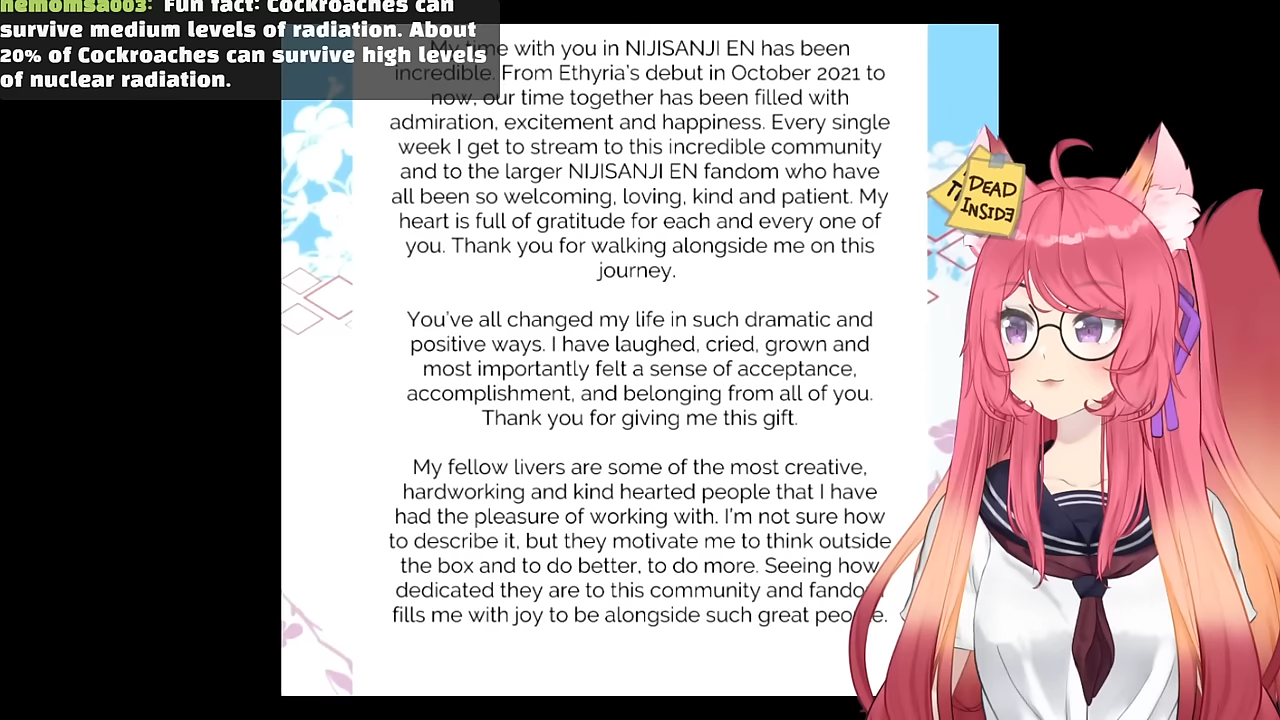 nemomsa003: Fun fact: Cockroaches can
survive medium levels of radiation. About
20% of Cockroaches can survive high levels
of nuclear radiation.
My time with you in NIJISANJI EN has been
incredible. From Ethyria's debut in October 2021 to
now, our time together has been filled with
admiration, excitement and happiness. Every single
week I get to stream to this incredible community
and to the larger NIJISANJI EN fandom who have
all been so welcoming, loving, kind and patient. My
heart is full of gratitude for each and every one of
you. Thank you for walking alongside me on this
journey.
You've all changed my life in such dramatic and
positive ways. I have laughed, cried, grown and
most importantly felt a sense of acceptance,
accomplishment, and belonging from all of you.
Thank you for giving me this gift.
My fellow livers are some of the most creative,
hardworking and kind hearted people that I have
had the pleasure of working with. I'm not sure how
to describe it, but they motivate me to think outside
the box and to do better, to do more. Seeing how
dedicated they are to this community and fandom
fills me with joy to be alongside such great people.
DEAD
INSIDE